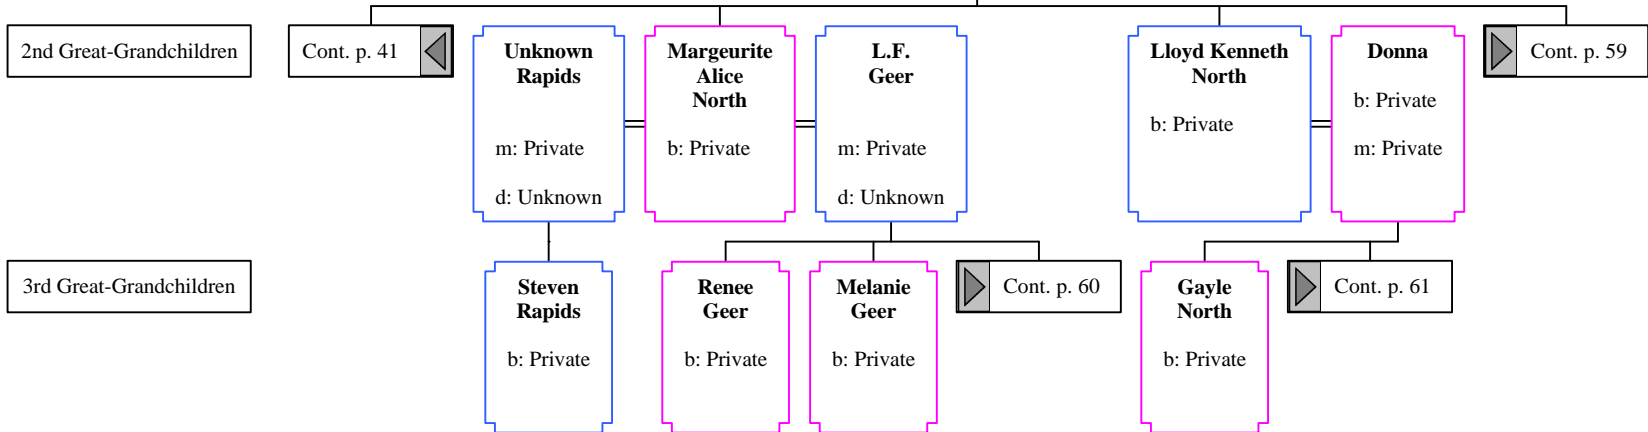 2nd Great-Grandchildren
Cont. p. 41
Unknown
Rapids
m: Private
d: Unknown
Margeurite
Alice
North
b: Private
L.F.
Geer
m: Private
d: Unknown
Lloyd Kenneth
North
b: Private
Donna
b: Private
m: Private
Cont. p. 59
3rd Great-Grandchildren
Steven
Rapids
b: Private
Renee
Geer
b: Private
Melanie
Geer
b: Private
Cont. p. 60
Gayle
North
b: Private
Cont. p. 61